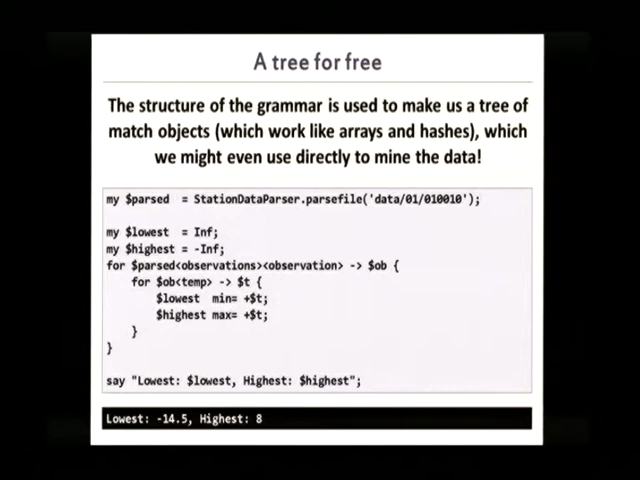 A tree for free
The structure of the grammar is used to make us a tree of
match objects (which work like arrays and hashes), which
we might even use directly to mine the data!
my $parsed  = StationDataParser.parsefile('data/01/010010');
my $lowest  = Inf;
my $highest = -Inf;
for $parsed<observations><observation> -> $ob {
    for $ob<temp> -> $t {
        $lowest  min= +$t;
        $highest max= +$t;
    }
}
say "Lowest: $lowest, Highest: $highest";
Lowest: -14.5, Highest: 8